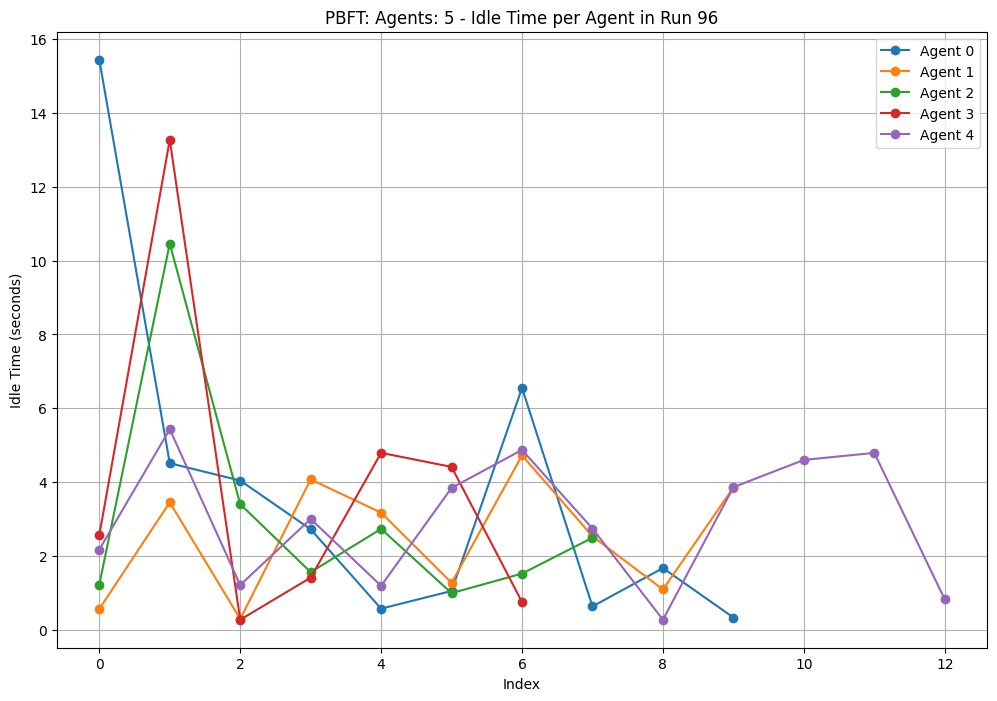 PBFT: Agents: 5 - Idle Time per Agent in Run 96
Agent 0
Agent 1
Agent 2
Agent 3
Agent 4
Idle Time (seconds)
16
14
12
10
8
6
4
2
0
0 2 4 6 8 10 12
Index